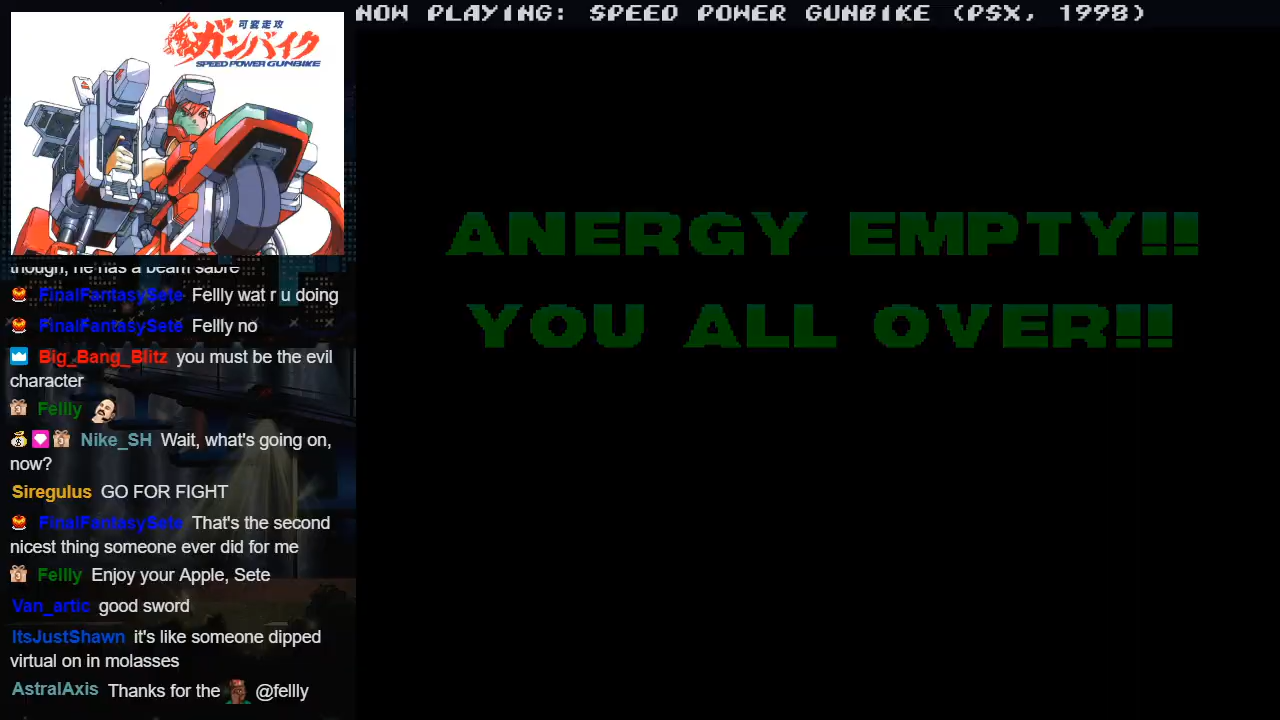 NOW PLAYING: SPEED POWER GUNBIKE (PSX, 1998)
可変走攻
ガンバイク
SPEED POWER GUNBIKE
ANERGY EMPTY!!
YOU ALL OVER!!
though, he has a beam sabre
FinalFantasySete Fellly wat r u doing
FinalFantasySete Fellly no
Big_Bang_Blitz you must be the evil
character
Fellly
Nike_SH Wait, what's going on,
now?
Siregulus GO FOR FIGHT
FinalFantasySete That's the second
nicest thing someone ever did for me
Fellly Enjoy your Apple, Sete
Van_artic good sword
ItsJustShawn it's like someone dipped
virtual on in molasses
AstralAxis Thanks for the @fellly